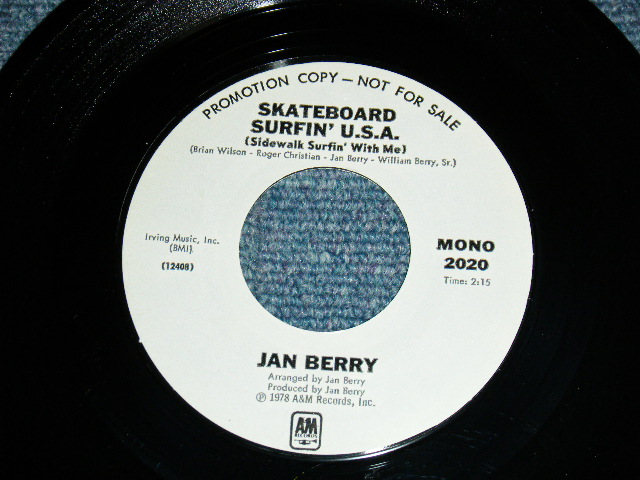 PROMOTION COPY — NOT FOR SALE
SKATEBOARD
SURFIN' U.S.A.
(Sidewalk Surfin' With Me)
(Brian Wilson - Roger Christian - Jan Berry - William Berry, Sr.)
Irving Music, Inc.
(BMI)
(12408)
MONO
2020
Time: 2:15
JAN BERRY
Arranged by Jan Berry
Produced by Jan Berry
℗ 1978 A&M Records, Inc.
A&M
RECORDS